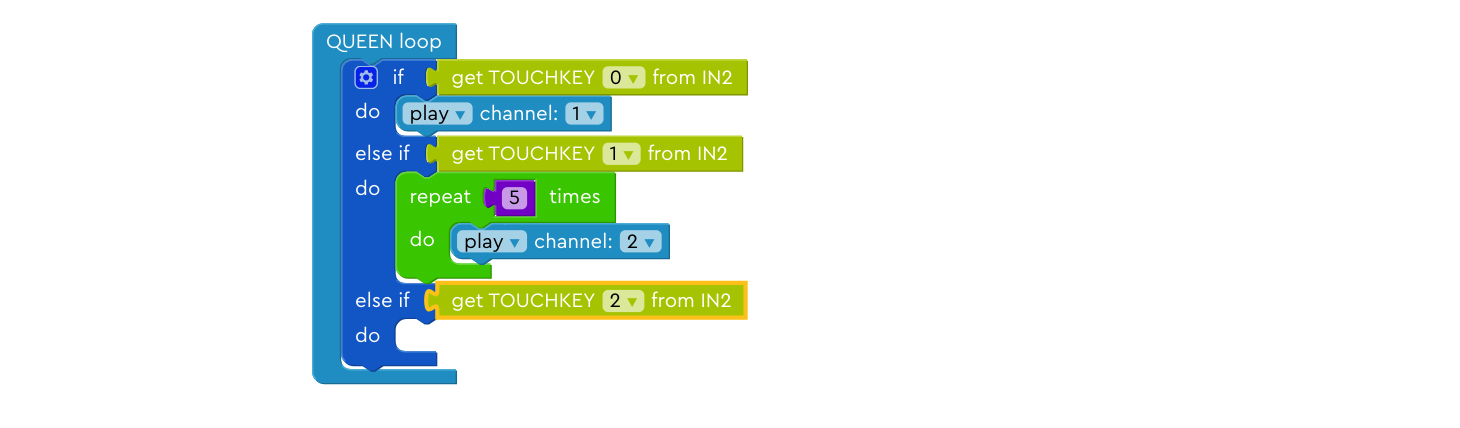 QUEEN loop
if get TOUCHKEY 0 from IN2
do play channel: 1
else if get TOUCHKEY 1 from IN2
do repeat 5 times
do play channel: 2
else if get TOUCHKEY 2 from IN2
do